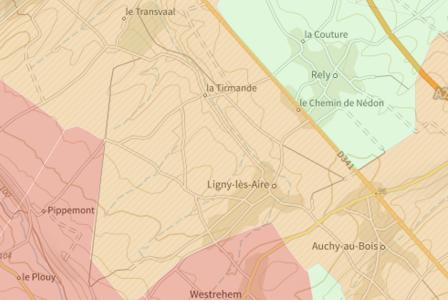 le Transval
la Couture
Rely
la Tirmande
le Chemin de Nédon
D341
Ligny-lès-Aire
Pippemont
Auchy-au-Bois
le Plouy
Westrehem